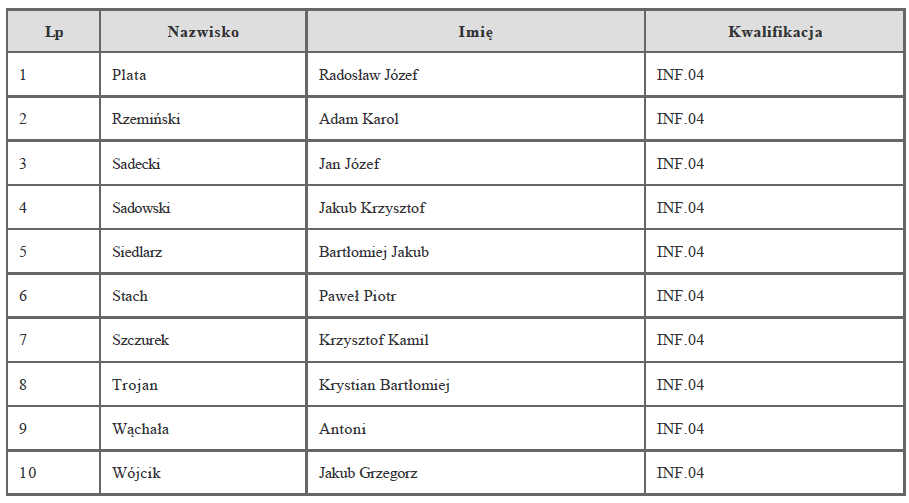 Lp Nazwisko Imię Kwalifikacja
1 Plata Radosław Józef INF.04
2 Rzemiński Adam Karol INF.04
3 Sadecki Jan Józef INF.04
4 Sadowski Jakub Krzysztof INF.04
5 Siedlarz Bartłomiej Jakub INF.04
6 Stach Paweł Piotr INF.04
7 Szczurek Krzysztof Kamil INF.04
8 Trojan Krystian Bartłomiej INF.04
9 Wąchała Antoni INF.04
10 Wójcik Jakub Grzegorz INF.04